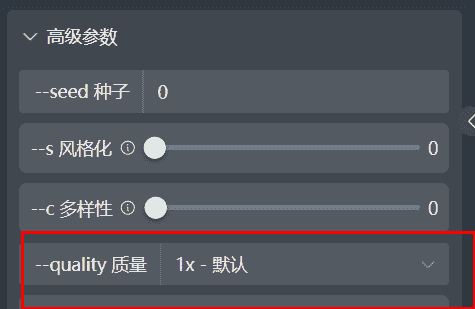 高级参数
--seed 种子 0
--s 风格化 0
--c 多样性 0
--quality 质量 1x - 默认